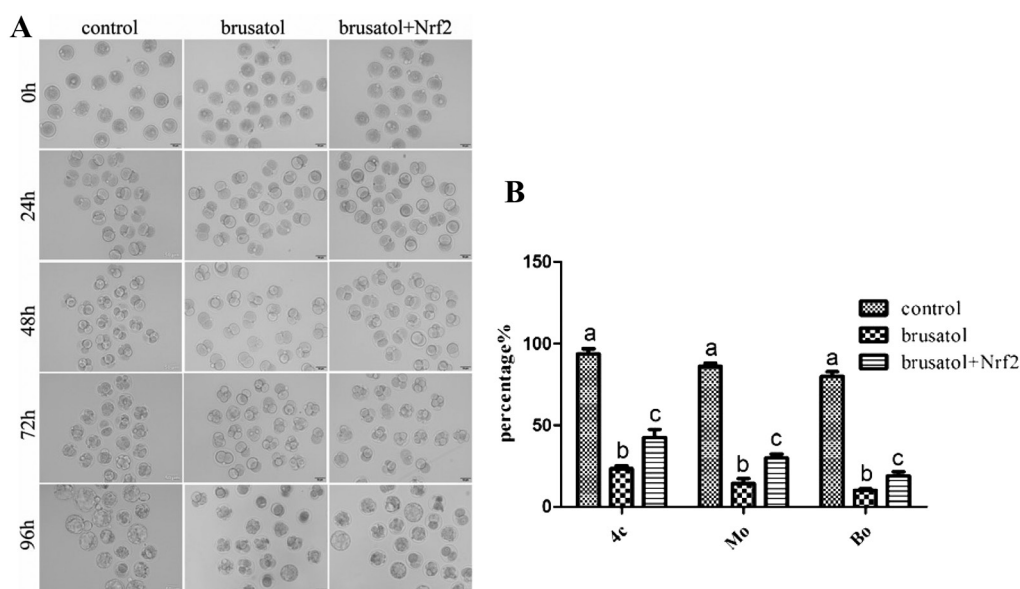 A
control brusatol brusatol+Nrf2
0h
24h
48h
72h
96h
B
150
100
50
0
percentage%
a
b
c
a
b
c
a
b
c
4c
Mo
Bo
control
brusatol
brusatol+Nrf2